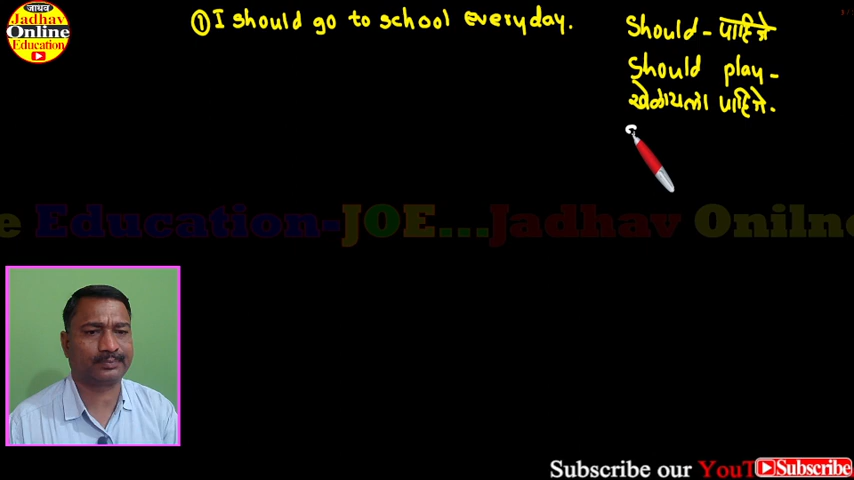 जाधव
Jadhav
Online
Education
① I should go to school everyday.
Should - पाहिजे
Should play -
खेळायला पाहिजे.
e Education-JOE...Jadhav Onilne
Subscribe our YouT
Subscribe